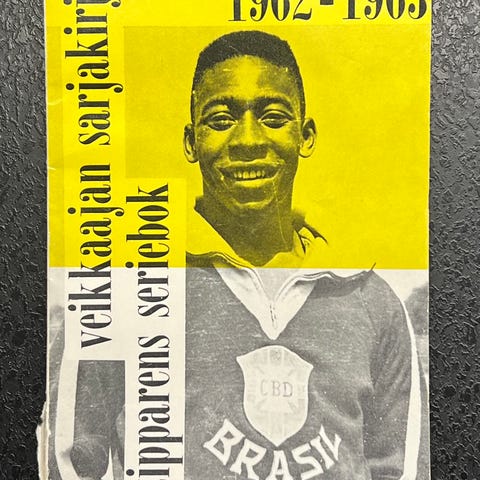 1962-1963
veikkaajan sarjakirj
ipparens seriebok
CBD
BRASIL